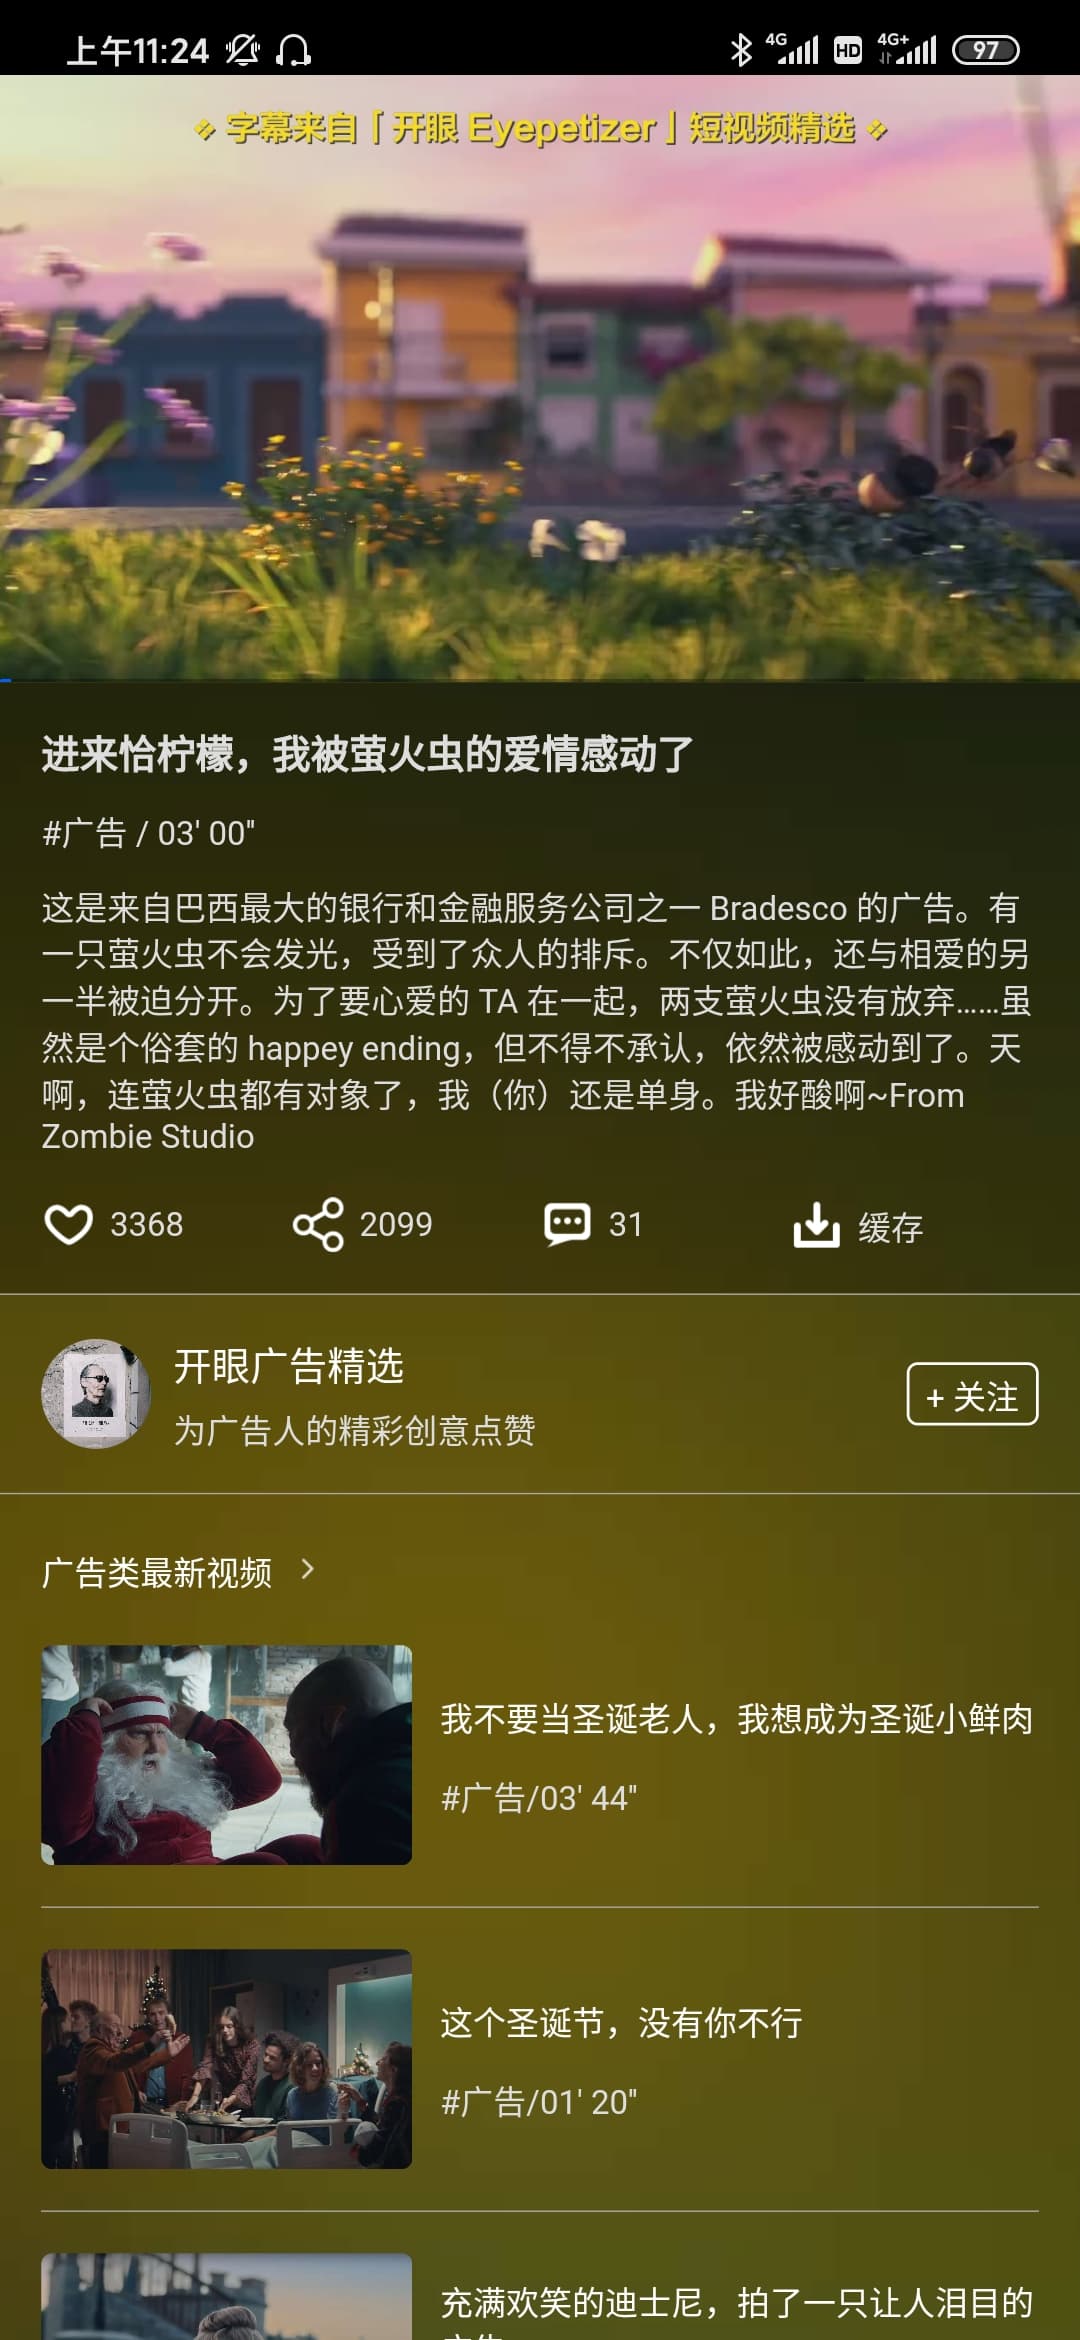 上午11:24
4G HD 4G+ 97
字幕来自「开眼 Eyepetizer」短视频精选
进来恰柠檬，我被萤火虫的爱情感动了
#广告 / 03' 00"
这是来自巴西最大的银行和金融服务公司之一 Bradesco 的广告。有
一只萤火虫不会发光，受到了众人的排斥。不仅如此，还与相爱的另
一半被迫分开。为了要心爱的 TA 在一起，两支萤火虫没有放弃……虽
然是个俗套的 happey ending，但不得不承认，依然被感动到了。天
啊，连萤火虫都有对象了，我（你）还是单身。我好酸啊~From
Zombie Studio
3368 2099 31 缓存
开眼广告精选
为广告人的精彩创意点赞
+ 关注
广告类最新视频
我不要当圣诞老人，我想成为圣诞小鲜肉
#广告/03' 44"
这个圣诞节，没有你不行
#广告/01' 20"
充满欢笑的迪士尼，拍了一只让人泪目的